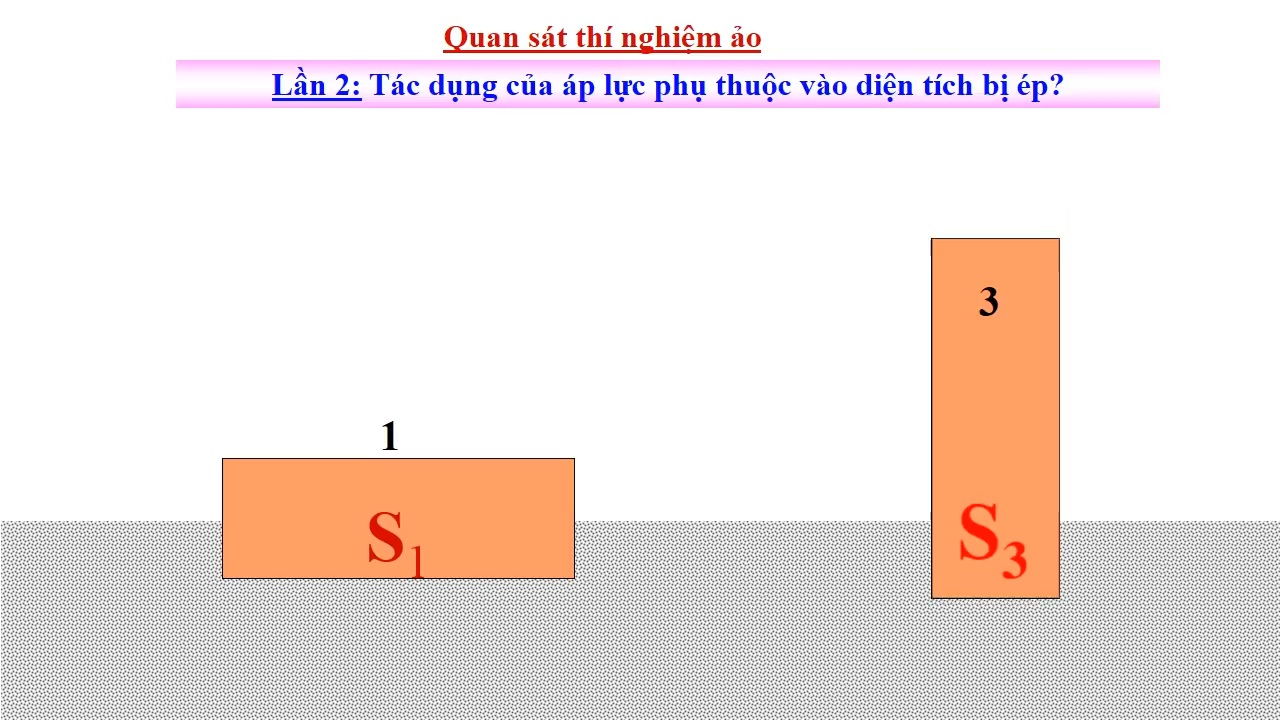 Quan sát thí nghiệm ảo
Lần 2: Tác dụng của áp lực phụ thuộc vào diện tích bị ép?
3
1
S1
S3